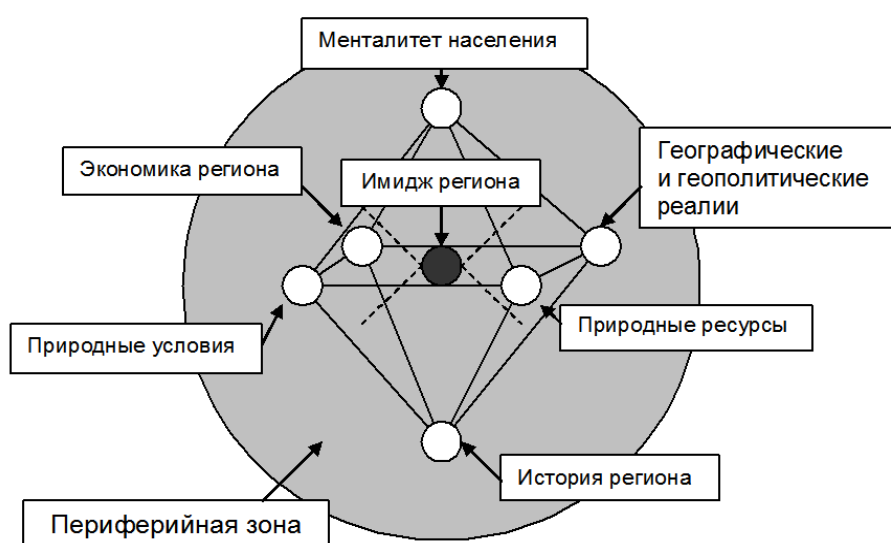 Менталитет населения
Географические
и геополитические
реалии
Экономика региона
Имидж региона
Природные условия
Природные ресурсы
История региона
Периферийная зона